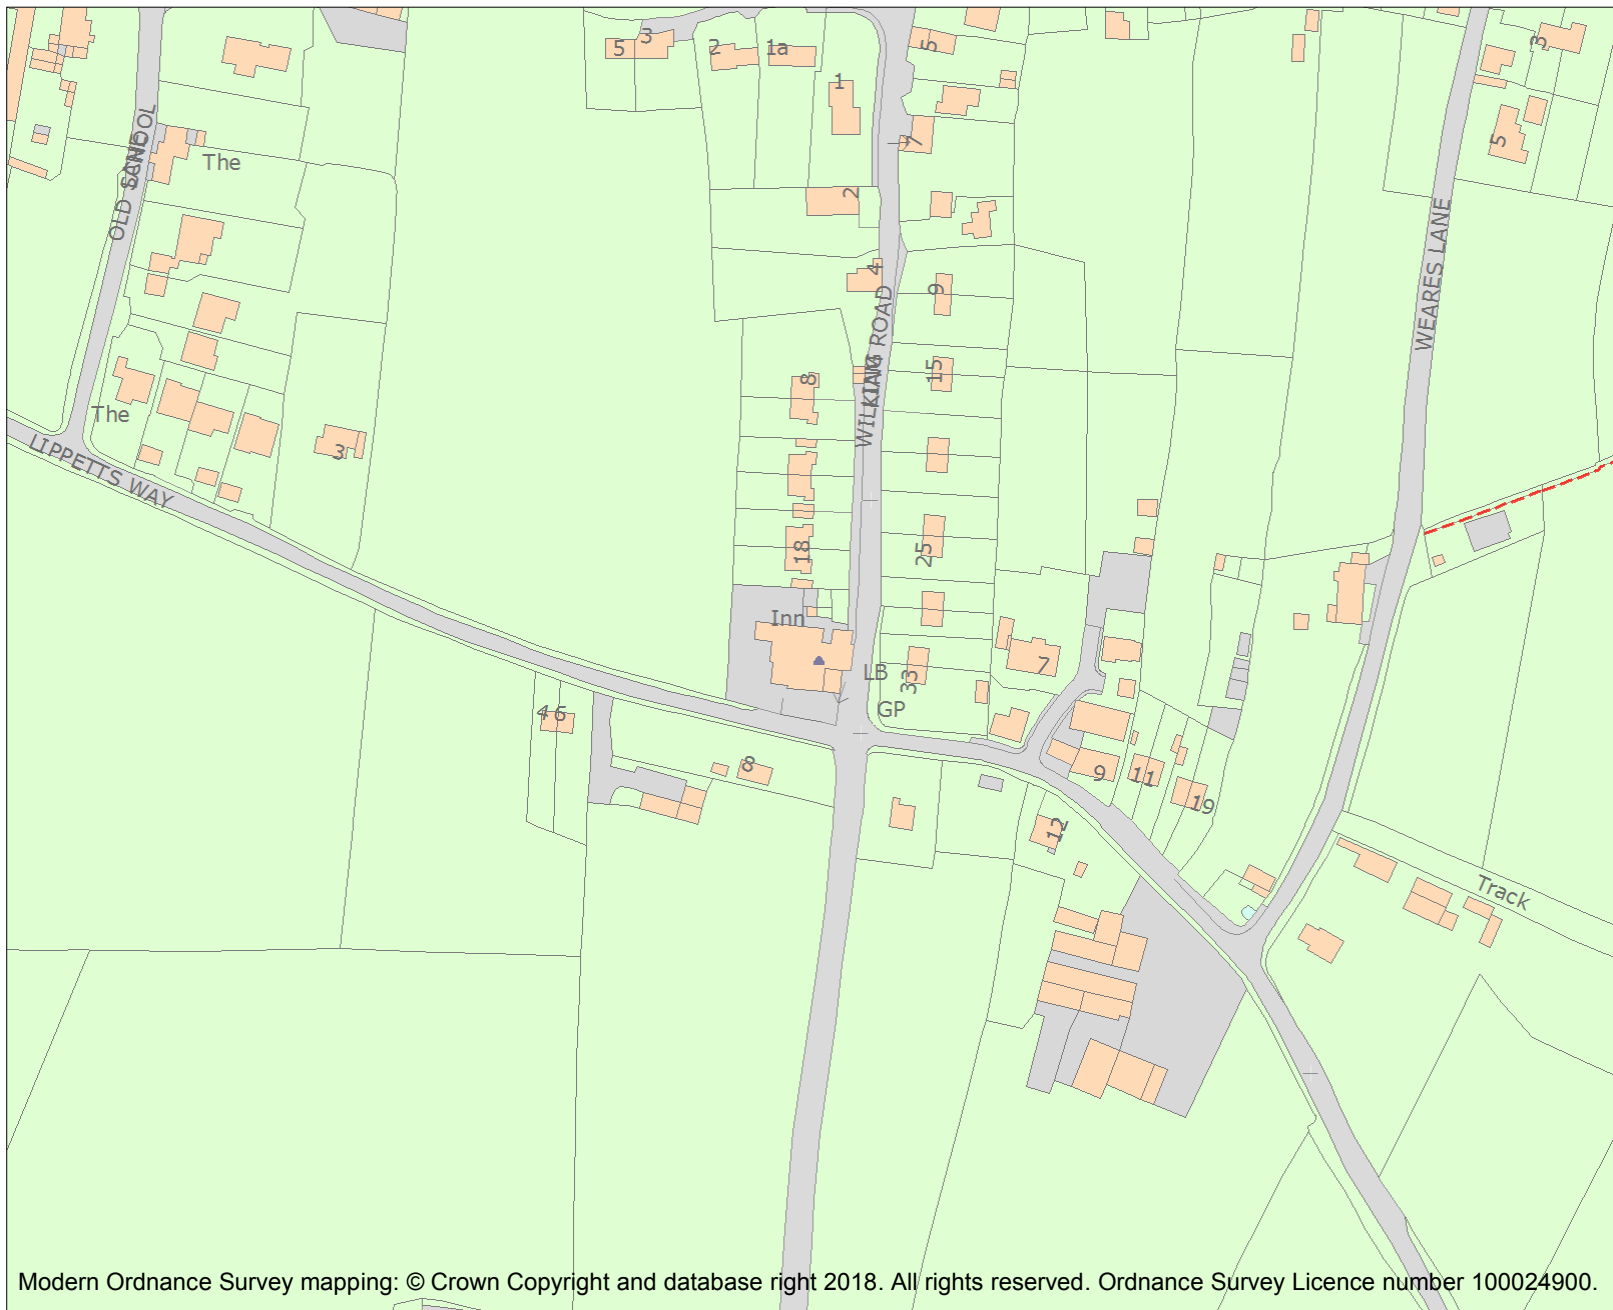 5
3
2
1a
1
5
3
5
7
The
OLD SCHOOL
LANE
2
WEARES LANE
4
9
WILLIAM
ROAD
15
8
The
LIPPETTS WAY
3
18
25
Inn
LB
33
7
GP
4 6
8
9
11
19
12
Track
Modern Ordnance Survey mapping: © Crown Copyright and database right 2018. All rights reserved. Ordnance Survey Licence number 100024900.